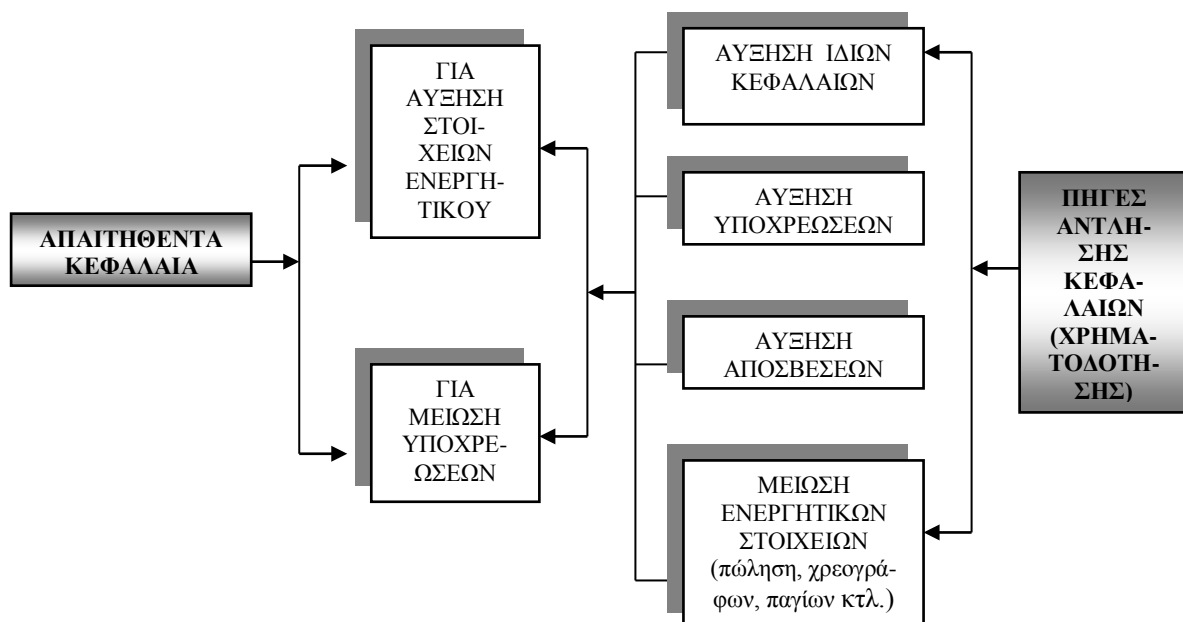 ΑΠΑΙΤΗΘΕΝΤΑ
ΚΕΦΑΛΑΙΑ
ΓΙΑ
ΑΥΞΗΣΗ
ΣΤΟΙ-
ΧΕΙΩΝ
ΕΝΕΡΓΗ-
ΤΙΚΟΥ
ΓΙΑ
ΜΕΙΩΣΗ
ΥΠΟΧΡΕ-
ΩΣΕΩΝ
ΑΥΞΗΣΗ ΙΔΙΩΝ
ΚΕΦΑΛΑΙΩΝ
ΑΥΞΗΣΗ
ΥΠΟΧΡΕΩΣΕΩΝ
ΑΥΞΗΣΗ
ΑΠΟΣΒΕΣΕΩΝ
ΜΕΙΩΣΗ
ΕΝΕΡΓΗΤΙΚΩΝ
ΣΤΟΙΧΕΙΩΝ
(πώληση, χρεογρά-
φων, παγίων κτλ.)
ΠΗΓΕΣ
ΑΝΤΛΗ-
ΣΗΣ
ΚΕΦΑ-
ΛΑΙΩΝ
(ΧΡΗΜΑ-
ΤΟΔΟΤΗ-
ΣΗΣ)